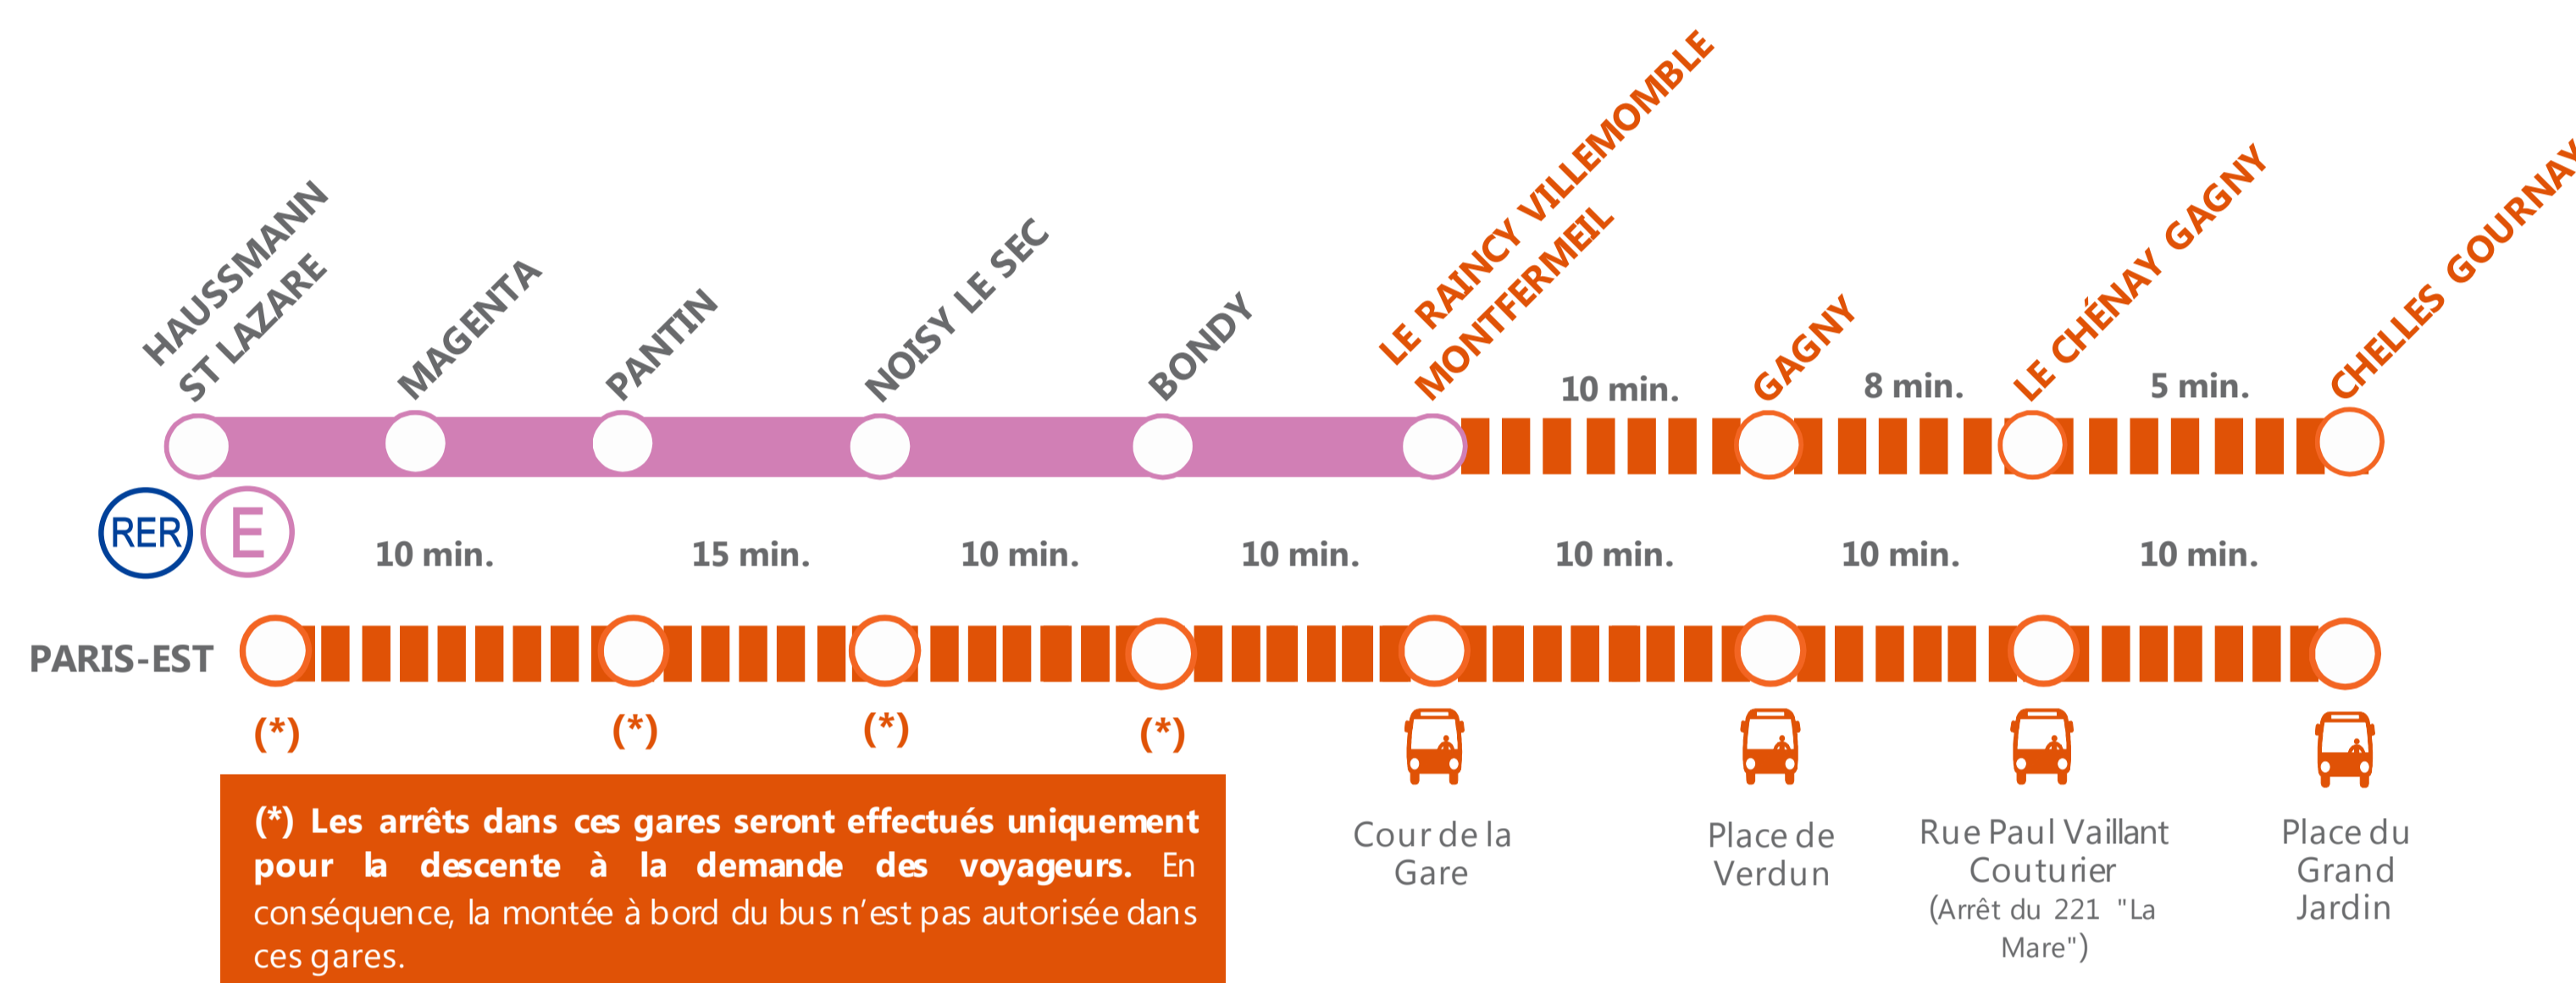 HAUSSMANN
ST LAZARE
MAGENTA
PANTIN
NOISY LE SEC
BONDY
LE RAINCY VILLEMOMBLE
MONTFERMEIL
GAGNY
LE CHÉNAY GAGNY
CHELLES GOURNAY
10 min.
8 min.
5 min.
RER
E
10 min.
15 min.
10 min.
10 min.
10 min.
10 min.
10 min.
PARIS-EST
(*)
(*)
(*)
(*)
Cour de la
Gare
Place de
Verdun
Rue Paul Vaillant
Couturier
(Arrêt du 221 "La
Mare")
Place du
Grand
Jardin
(*) Les arrêts dans ces gares seront effectués uniquement
pour la descente à la demande des voyageurs. En
conséquence, la montée à bord du bus n’est pas autorisée dans
ces gares.